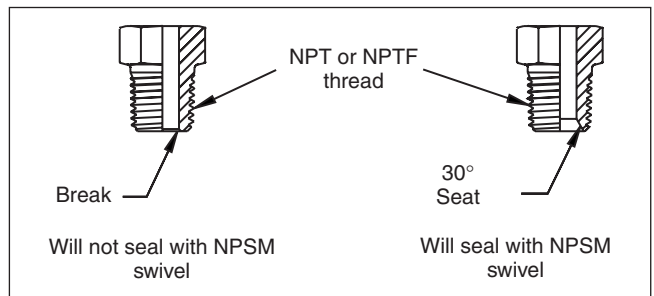 NPT or NPTF
thread
Break
30°
Seat
Will not seal with NPSM
swivel
Will seal with NPSM
swivel